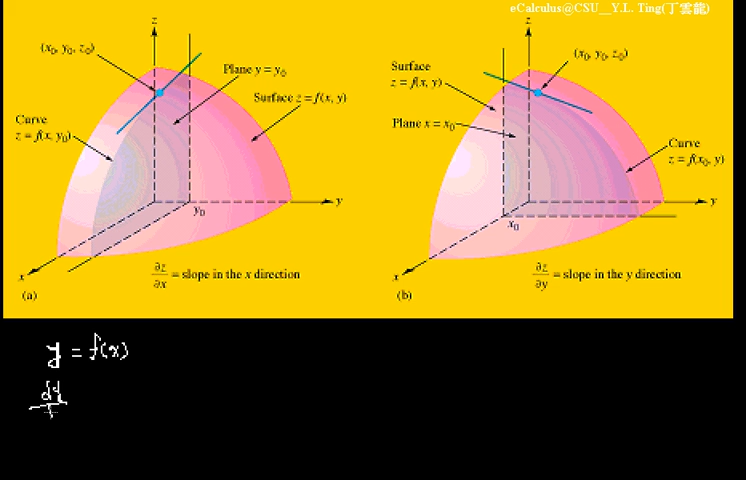 eCalculus@CSU__Y.L. Ting(丁雲龍)
z
(x₀, y₀, z₀)
Plane y = y₀
Surface z = f(x, y)
Curve
z = f(x, y₀)
y
y₀
x
∂z/∂x = slope in the x direction
(a)
z
(x₀, y₀, z₀)
Surface
z = f(x, y)
Plane x = x₀
Curve
z = f(x₀, y)
y
x₀
x
∂z/∂y = slope in the y direction
(b)
y = f(x)
dy